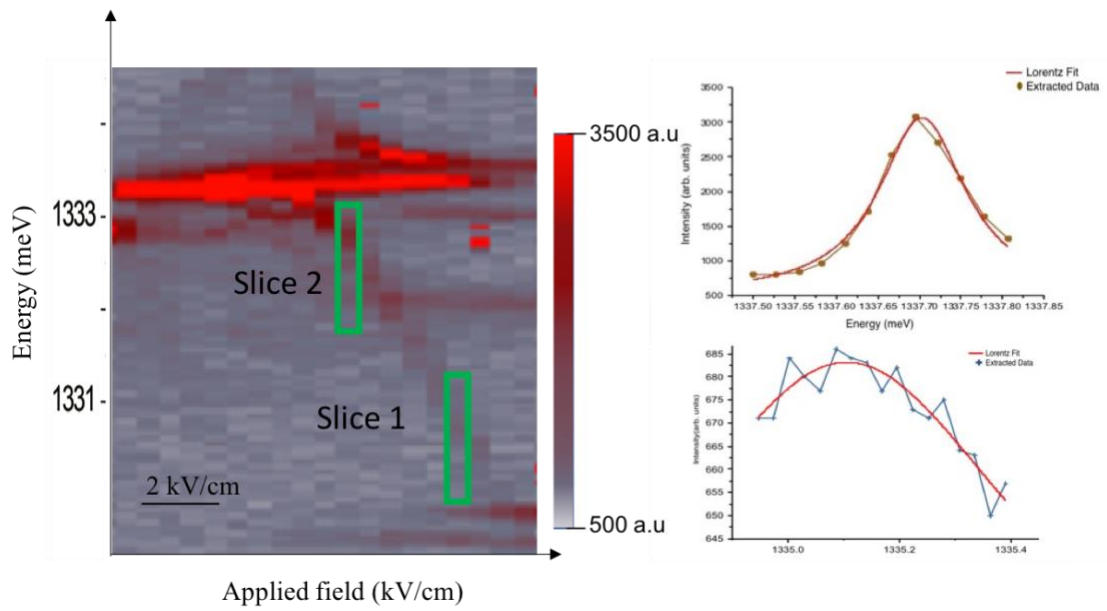 Energy (meV)
1333
1331
Slice 2
Slice 1
2 kV/cm
Applied field (kV/cm)
3500 a.u
500 a.u
Lorentz Fit
Extracted Data
Intensity (arb. units)
3500
3000
2500
2000
1500
1000
500
1337.50 1337.55 1337.60 1337.65 1337.70 1337.75 1337.80 1337.85
Energy (meV)
Lorentz Fit
Extracted Data
Intensity(arb. units)
685
680
675
670
665
660
655
650
645
1335.0 1335.2 1335.4